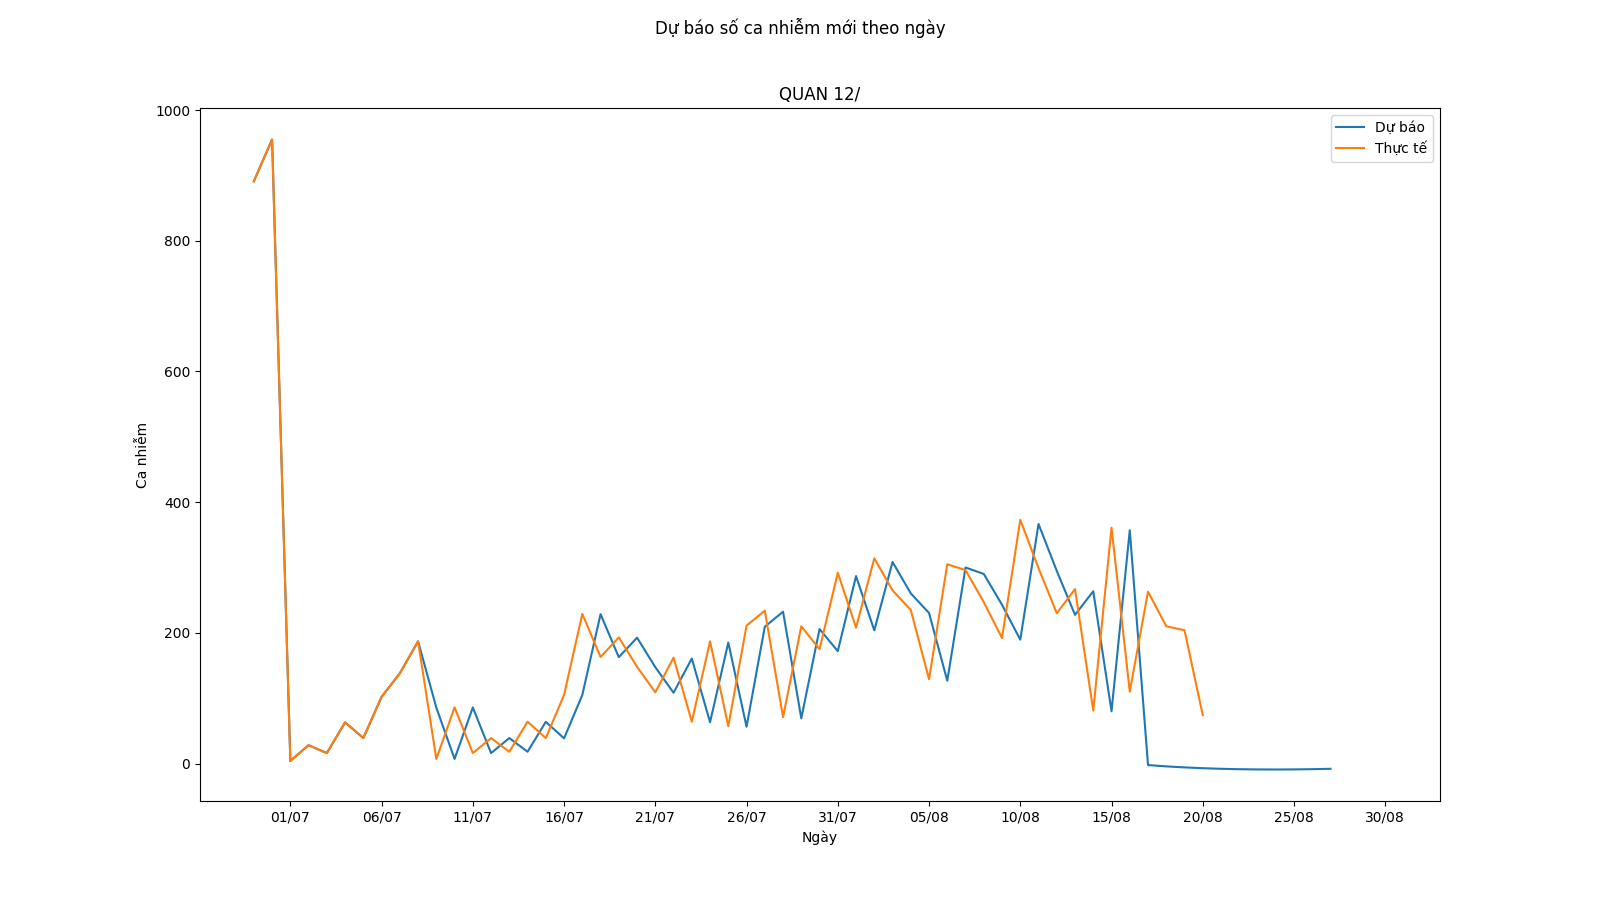 Dự báo số ca nhiễm mới theo ngày
QUAN 12/
Dự báo
Thực tế
1000
800
600
400
200
0
Ca nhiễm
01/07 06/07 11/07 16/07 21/07 26/07 31/07 05/08 10/08 15/08 20/08 25/08 30/08
Ngày